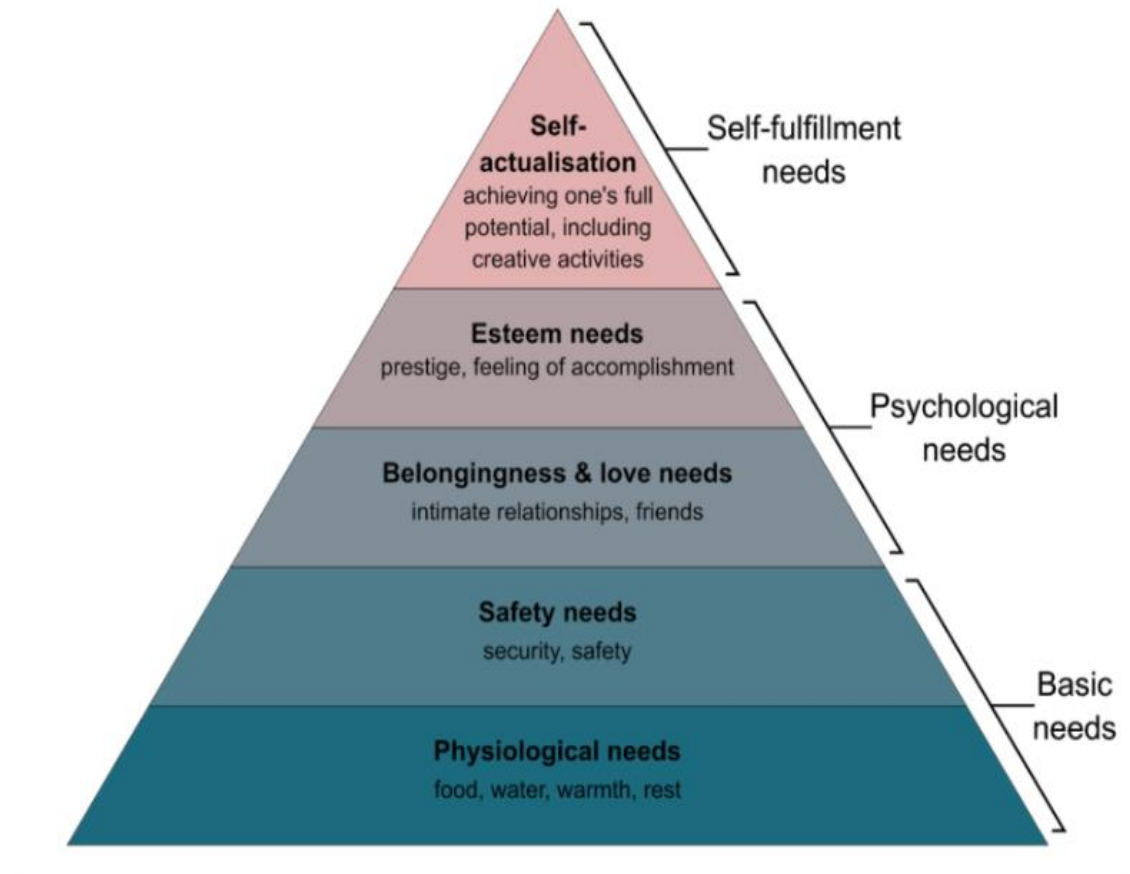 Self-
actualisation
achieving one's full
potential, including
creative activities
Self-fulfillment
needs
Esteem needs
prestige, feeling of accomplishment
Psychological
needs
Belongingness & love needs
intimate relationships, friends
Safety needs
security, safety
Basic
needs
Physiological needs
food, water, warmth, rest